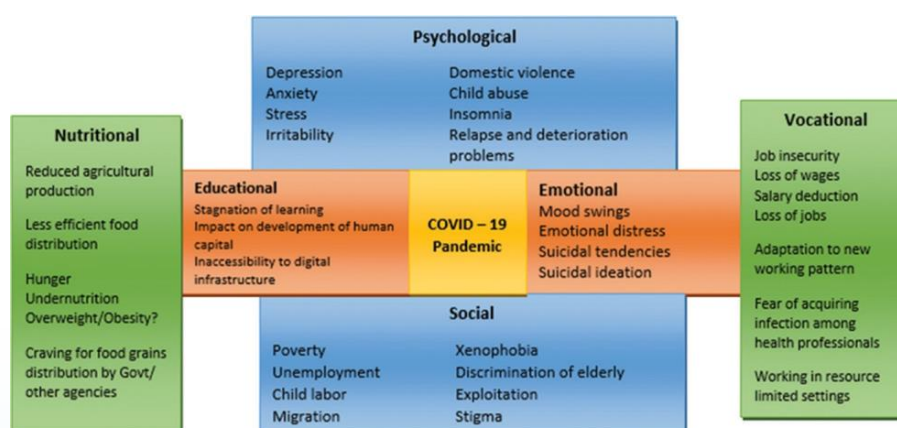 Psychological
Depression
Anxiety
Stress
Irritability
Domestic violence
Child abuse
Insomnia
Relapse and deterioration
problems
Nutritional
Reduced agricultural
production
Less efficient food
distribution
Hunger
Undernutrition
Overweight/Obesity?
Craving for food grains
distribution by Govt/
other agencies
Educational
Stagnation of learning
Impact on development of human
capital
Inaccessibility to digital
infrastructure
COVID – 19
Pandemic
Emotional
Mood swings
Emotional distress
Suicidal tendencies
Suicidal ideation
Vocational
Job insecurity
Loss of wages
Salary deduction
Loss of jobs
Adaptation to new
working pattern
Fear of acquiring
infection among
health professionals
Working in resource
limited settings
Social
Poverty
Unemployment
Child labor
Migration
Xenophobia
Discrimination of elderly
Exploitation
Stigma